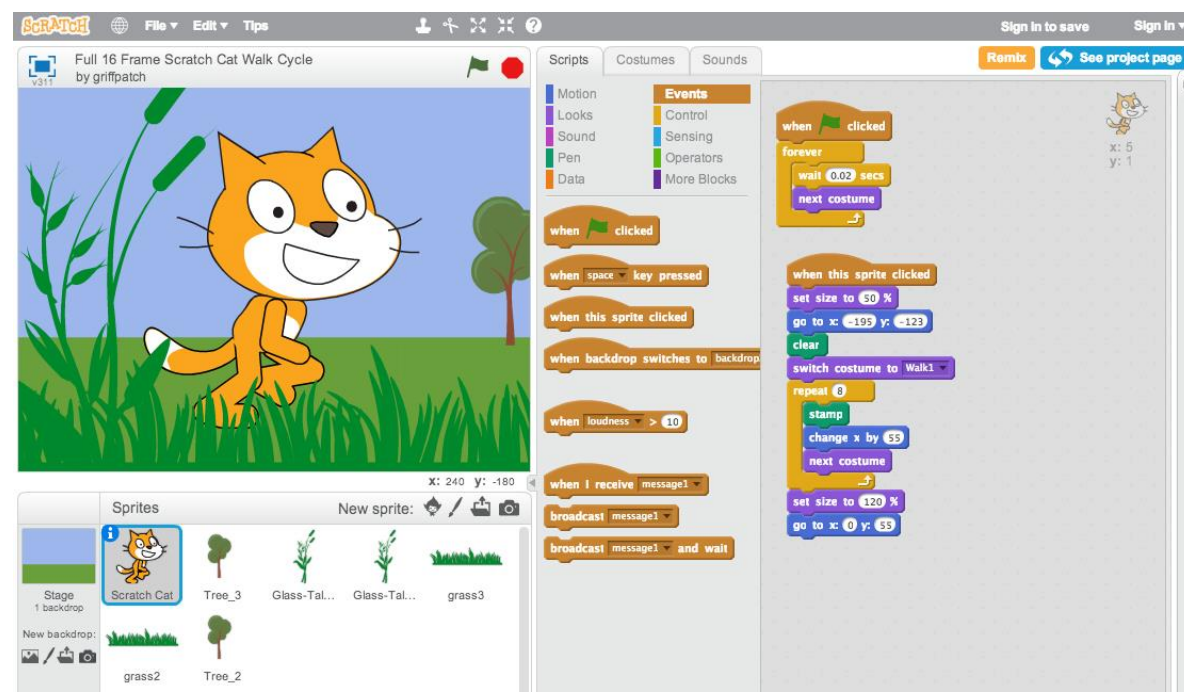 SCRATCH File Edit Tips Sign in to save Sign in
Full 16 Frame Scratch Cat Walk Cycle
by griffpatch
v311
Scripts Costumes Sounds
Remix See project page
Motion Events
Looks Control
Sound Sensing
Pen Operators
Data More Blocks
when clicked
when space key pressed
when this sprite clicked
when backdrop switches to backdrop
when loudness > 10
when I receive message1
broadcast message1
broadcast message1 and wait
when clicked
forever
wait 0.02 secs
next costume
when this sprite clicked
set size to 50 %
go to x: -195 y: -123
clear
switch costume to Walk1
repeat 8
stamp
change x by 55
next costume
set size to 120 %
go to x: 0 y: 55
x: 5
y: 1
X: 240 y: -180
Sprites New sprite:
Stage
1 backdrop
New backdrop:
Scratch Cat Tree_3 Glass-Tal... Glass-Tal... grass3
grass2 Tree_2